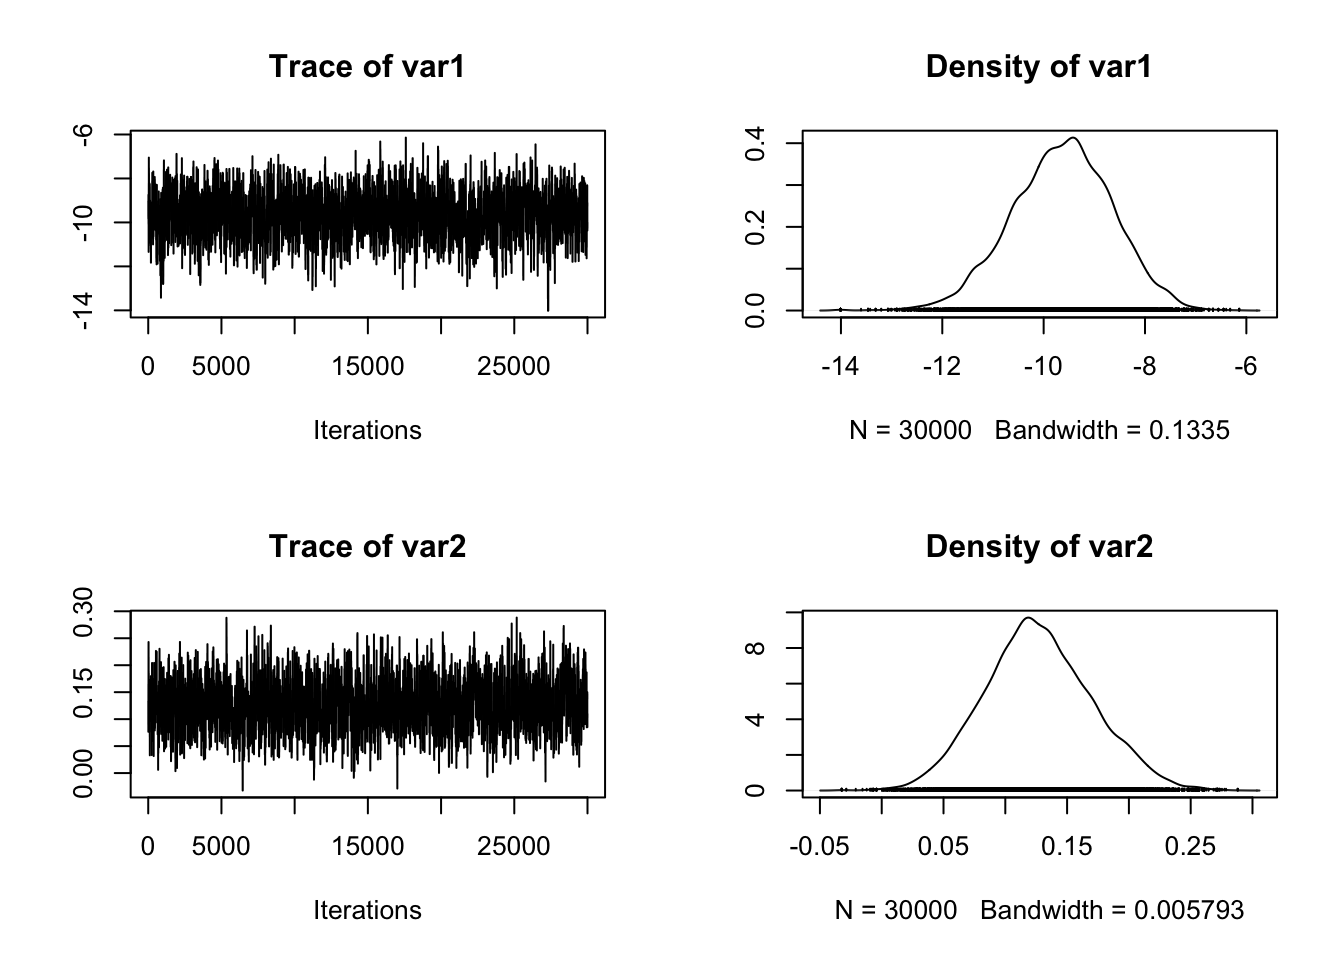 Trace of var1
-6
-10
-14
0 5000 15000 25000
Iterations
Density of var1
0.4
0.2
0.0
-14 -12 -10 -8 -6
N = 30000 Bandwidth = 0.1335
Trace of var2
0.30
0.15
0.00
0 5000 15000 25000
Iterations
Density of var2
8
4
0
-0.05 0.05 0.15 0.25
N = 30000 Bandwidth = 0.005793